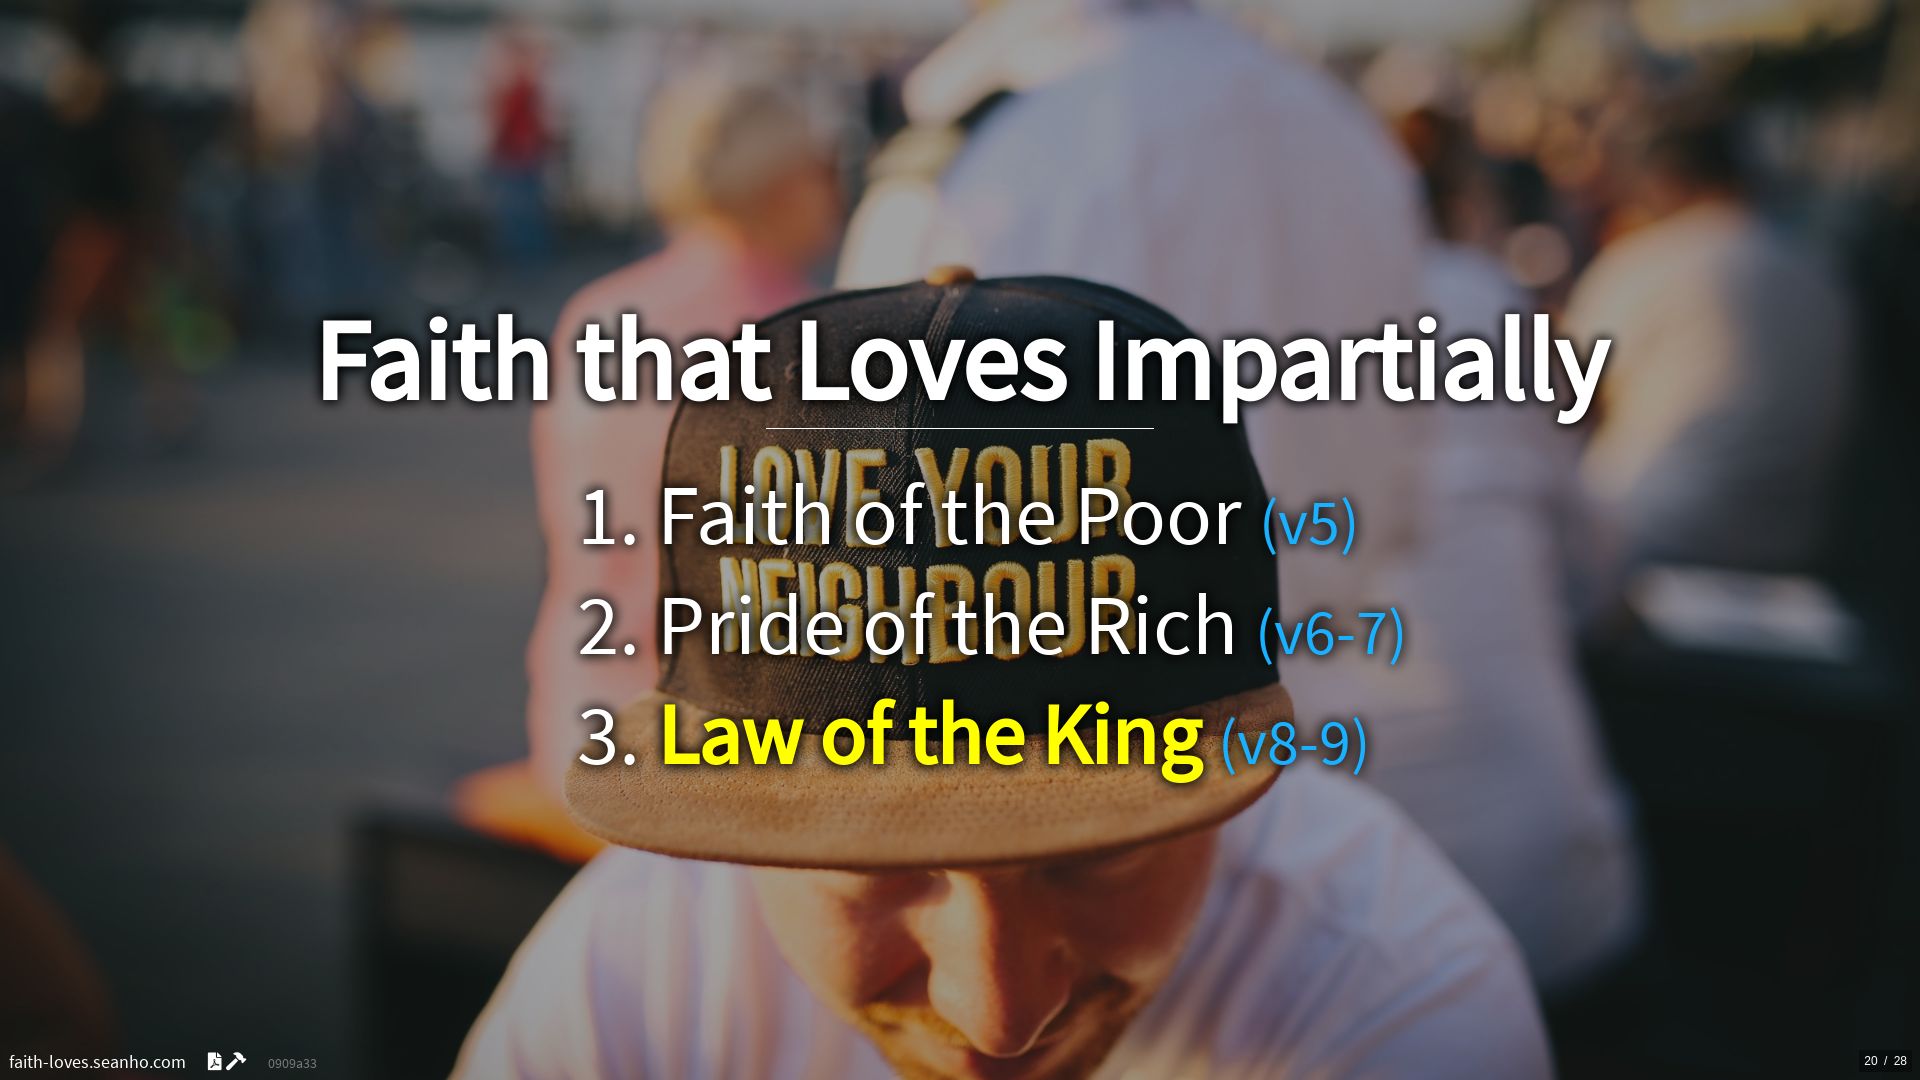 Faith that Loves Impartially
LOVE YOUR
1. Faith of the Poor (v5)
NEIGHBOUR
2. Pride of the Rich (v6-7)
3. Law of the King (v8-9)
faith-loves.seanho.com 0909a33
20 / 28